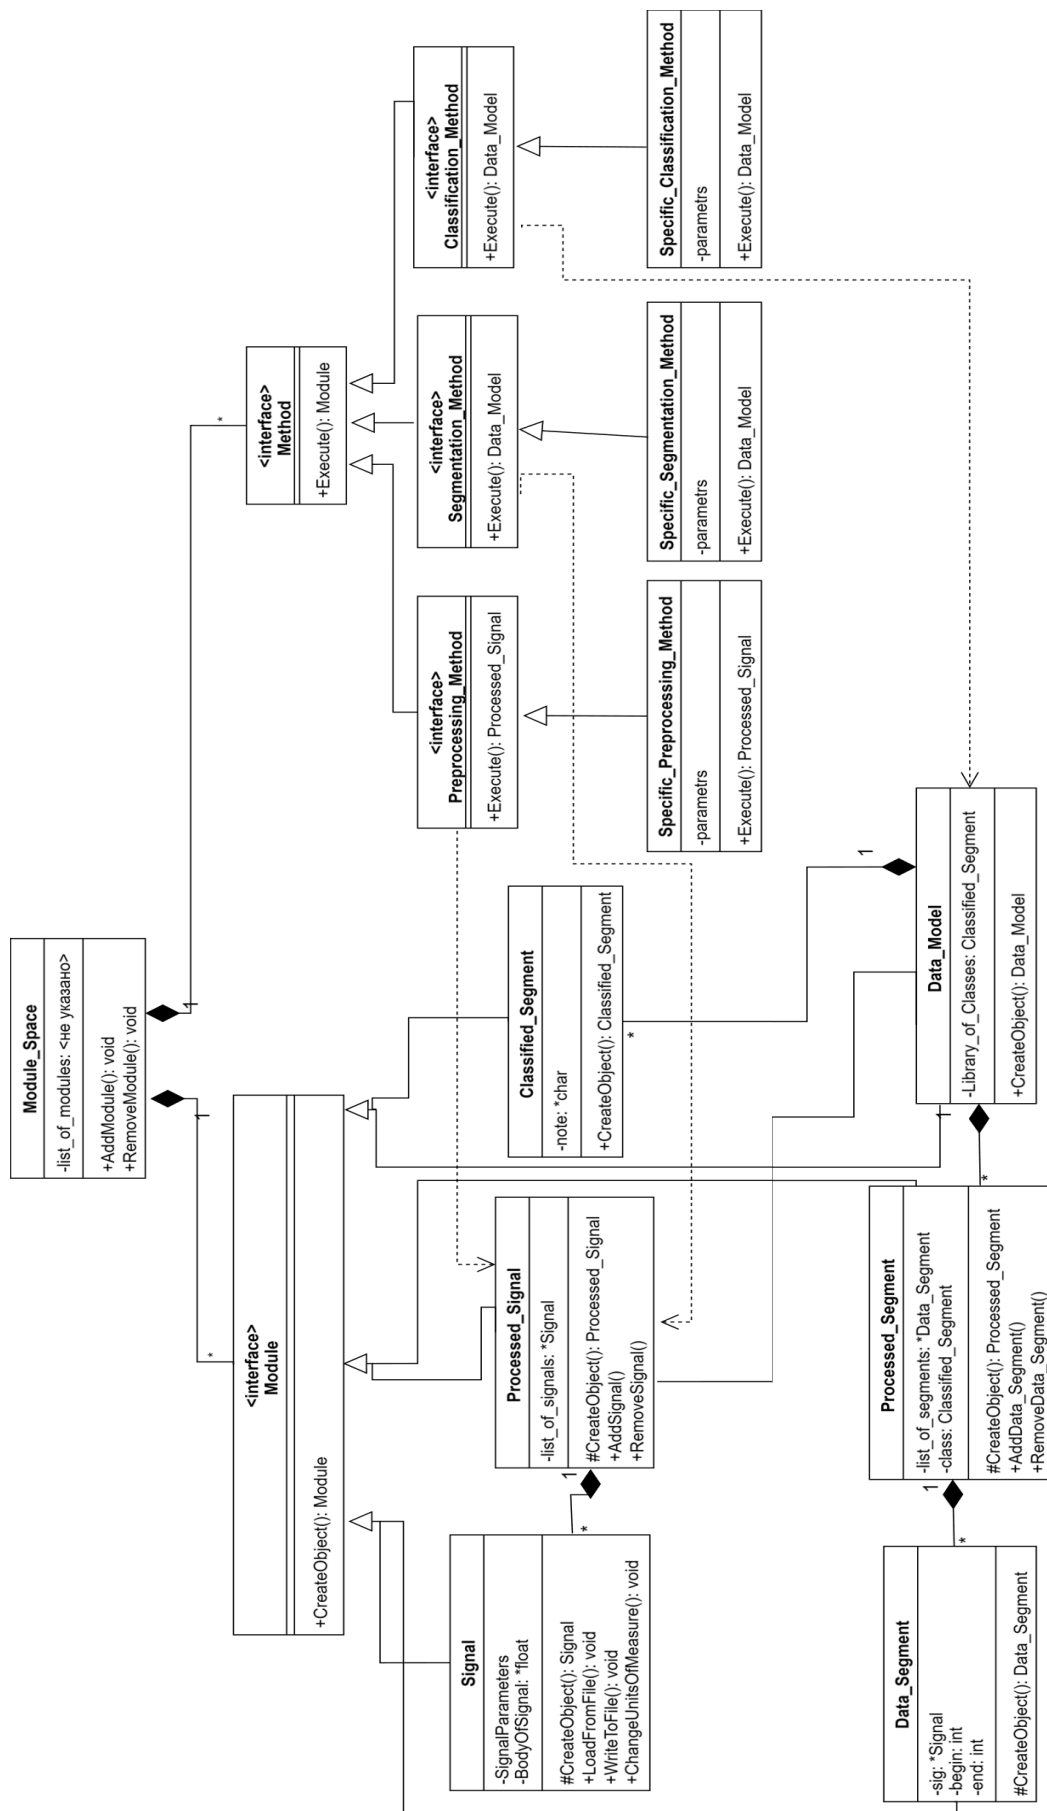 Module_Space
-list_of_modules: <не указано>
+AddModule(): void
+RemoveModule(): void
1
*
1
*
<interface>
Module
+CreateObject(): Module
<interface>
Method
+Execute(): Module
<interface>
Preprocessing_Method
+Execute(): Processed_Signal
<interface>
Segmentation_Method
+Execute(): Data_Model
<interface>
Classification_Method
+Execute(): Data_Model
Signal
-SignalParameters
-BodyOfSignal: *float
#CreateObject(): Signal
+LoadFromFile(): void
+WriteToFile(): void
+ChangeUnitsOfMeasure(): void
*
1
Processed_Signal
-list_of_signals: *Signal
#CreateObject(): Processed_Signal
+AddSignal()
+RemoveSignal()
Classified_Segment
-note: *char
+CreateObject(): Classified_Segment
*
1
Specific_Preprocessing_Method
-parametrs
+Execute(): Processed_Signal
Specific_Segmentation_Method
-parametrs
+Execute(): Data_Model
Specific_Classification_Method
-parametrs
+Execute(): Data_Model
Data_Segment
-sig: *Signal
-begin: int
-end: int
#CreateObject(): Data_Segment
*
1
Processed_Segment
-list_of_segments: *Data_Segment
-class: Classified_Segment
#CreateObject(): Processed_Segment
+AddData_Segment()
+RemoveData_Segment()
*
1
Data_Model
-Library_of_Classes: Classified_Segment
+CreateObject(): Data_Model